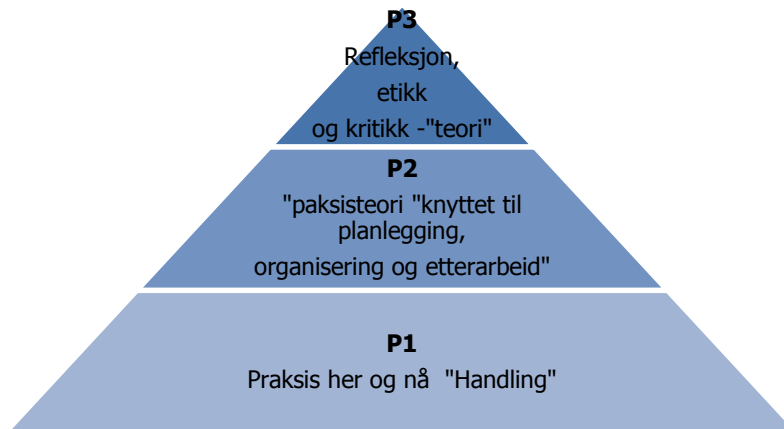 P3
Refleksjon,
etikk
og kritikk -"teori"
P2
"paksisteori "knyttet til
planlegging,
organisering og etterarbeid"
P1
Praksis her og nå  "Handling"